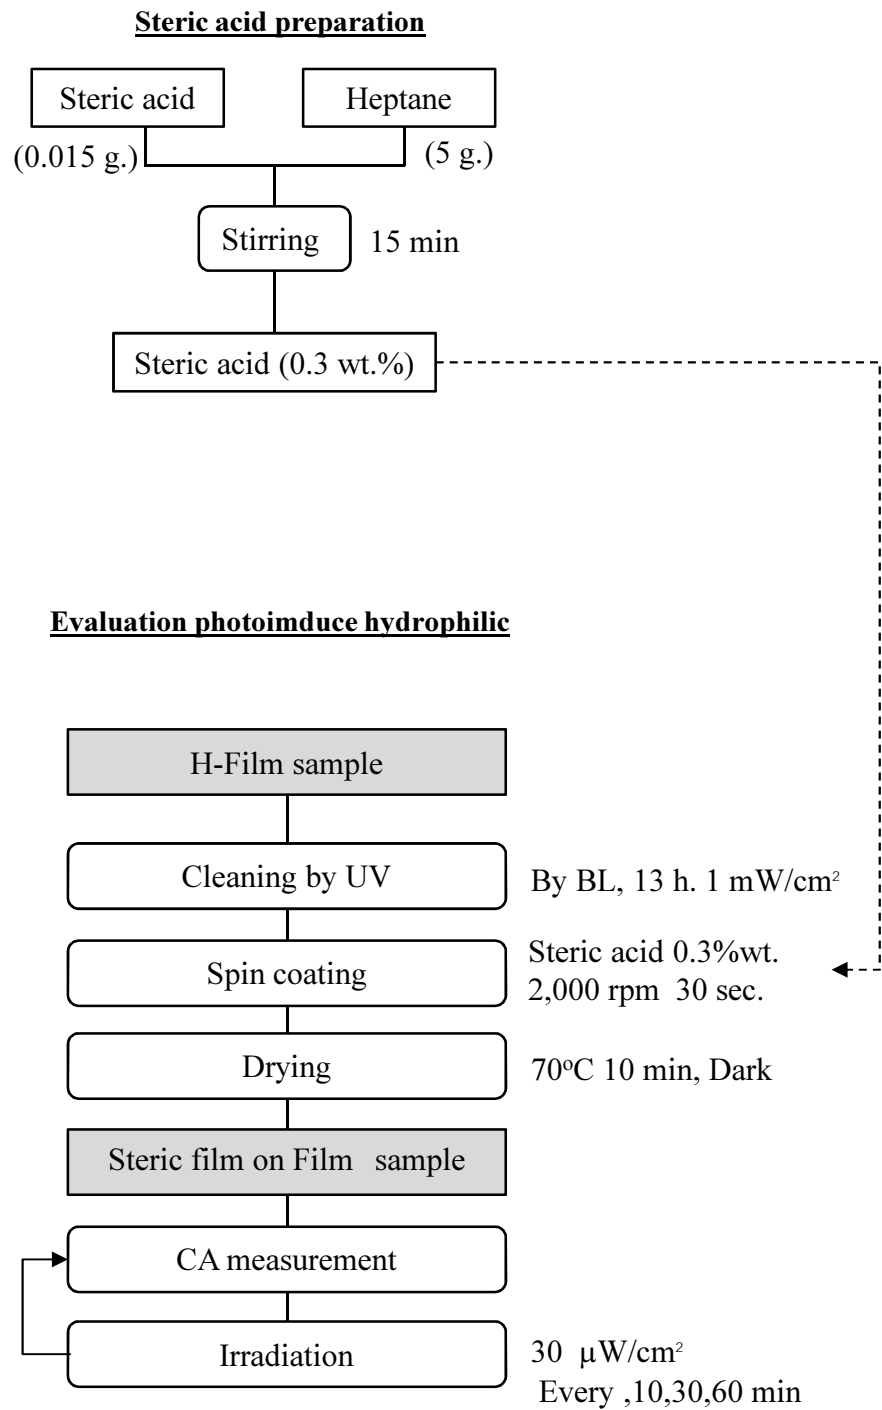 Steric acid preparation
Steric acid
Heptane
(0.015 g.)
(5 g.)
Stirring
15 min
Steric acid (0.3 wt.%)
Evaluation photoimduce hydrophilic
H-Film sample
Cleaning by UV
By BL, 13 h. 1 mW/cm²
Spin coating
Steric acid 0.3%wt.
2,000 rpm 30 sec.
Drying
70°C 10 min, Dark
Steric film on Film sample
CA measurement
Irradiation
30 µW/cm²
Every ,10,30,60 min